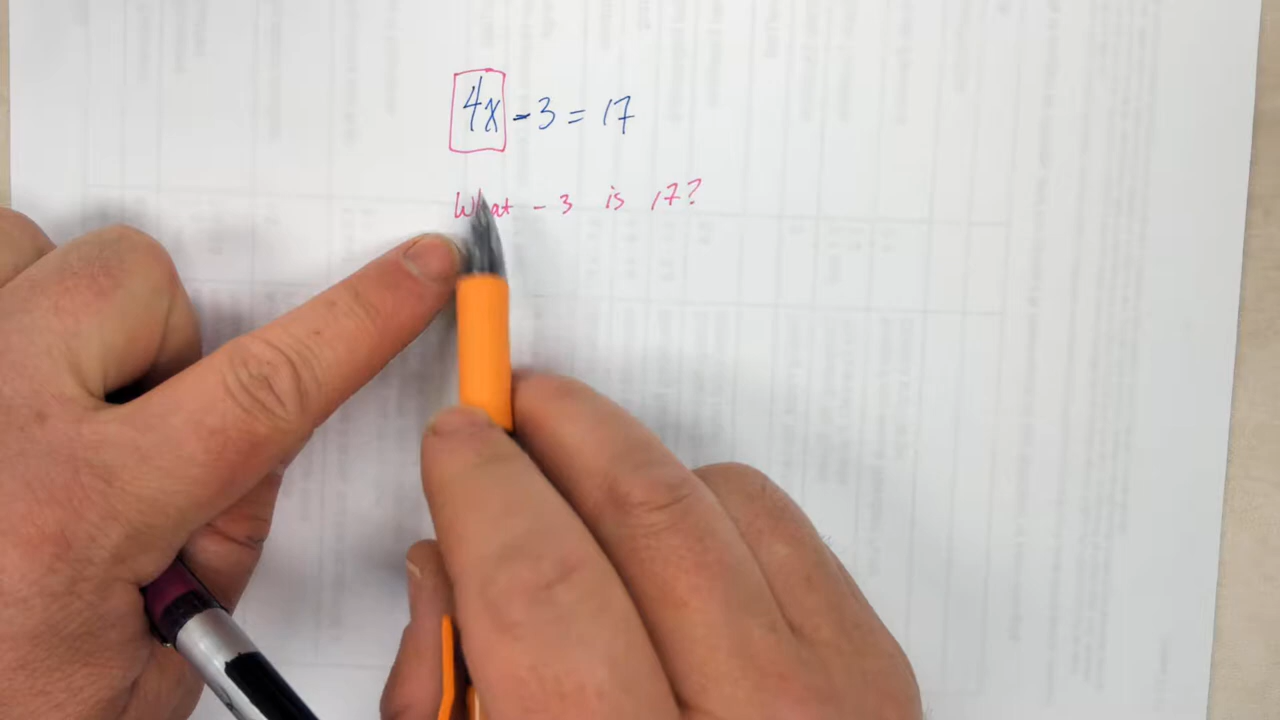 4x - 3 = 17
What - 3 is 17?